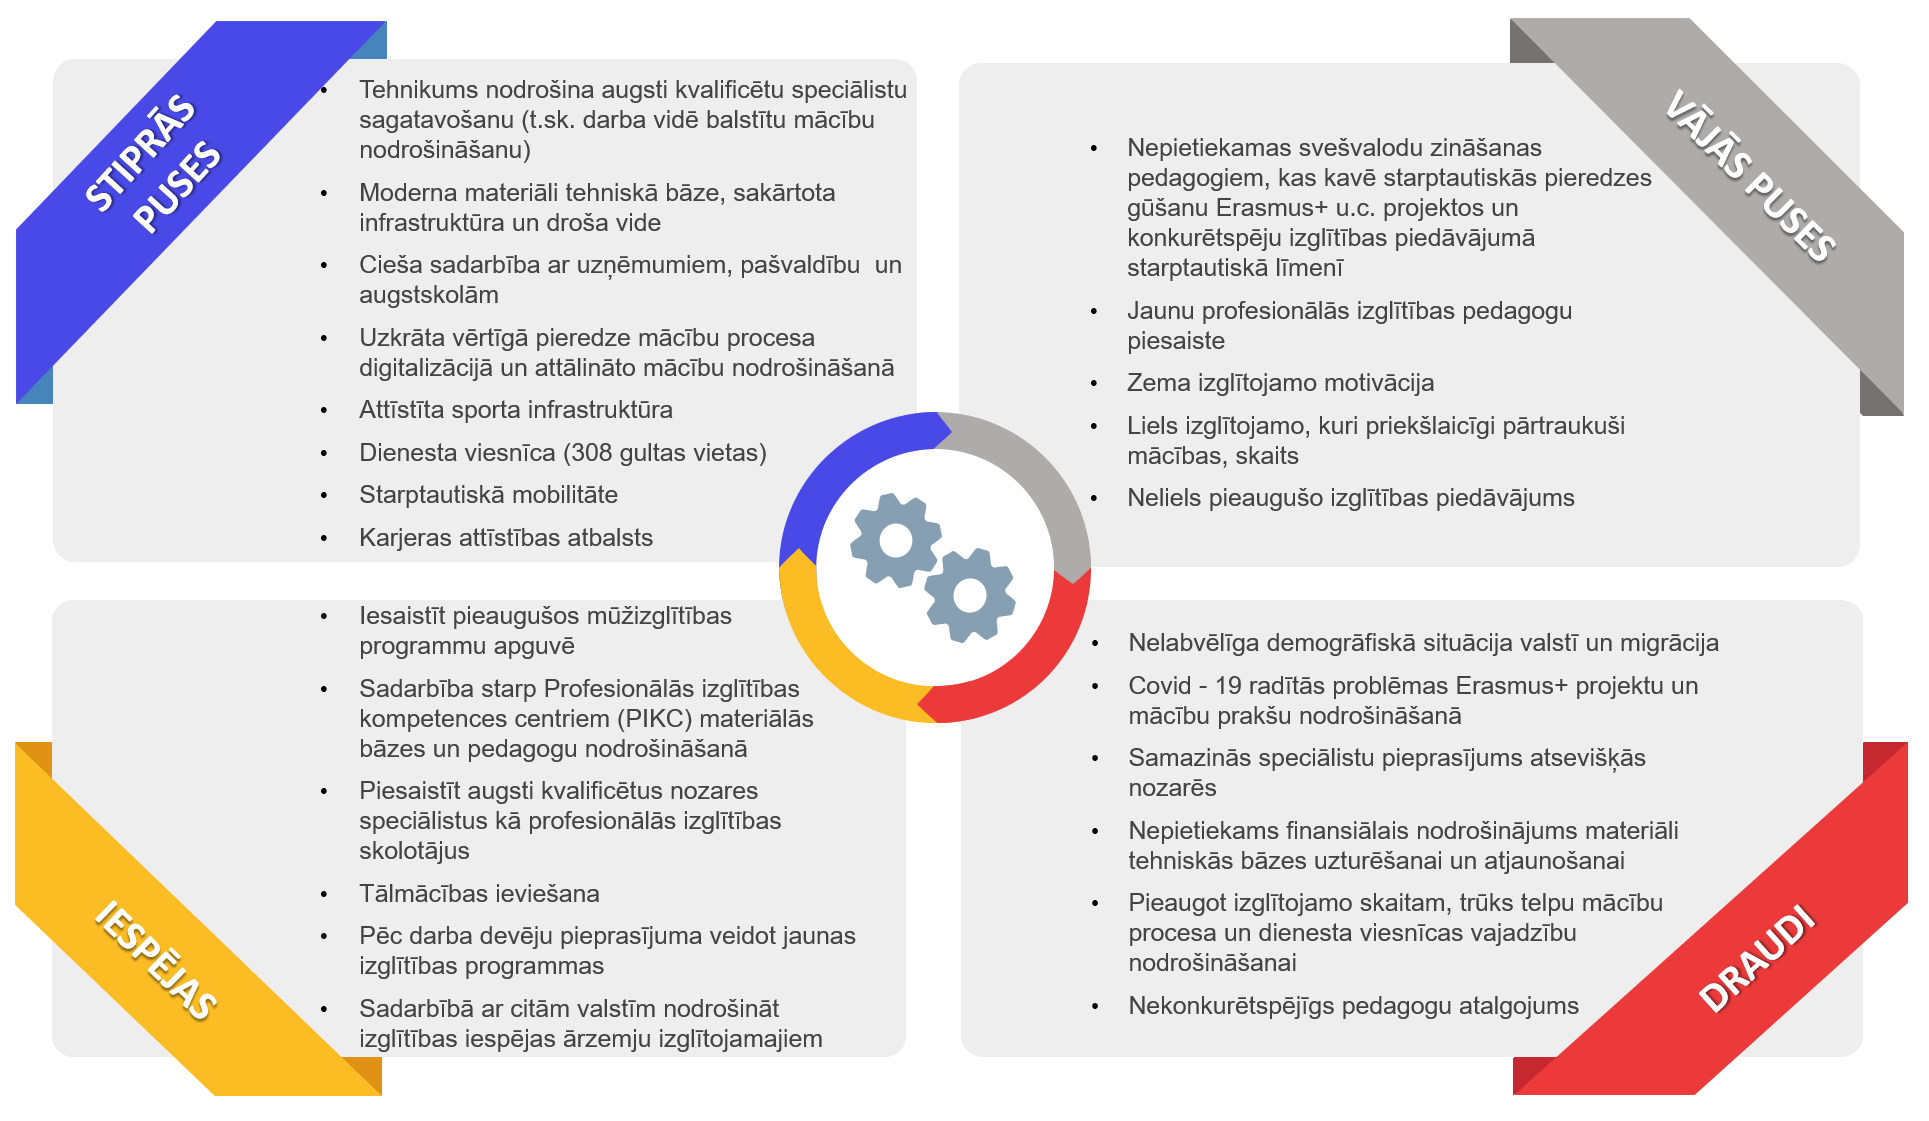 STIPRĀS
PUSES
• Tehnikums nodrošina augsti kvalificētu speciālistu
sagatavošanu (t.sk. darba vidē balstītu mācību
nodrošināšanu)
• Moderna materiāli tehniskā bāze, sakārtota
infrastruktūra un droša vide
• Cieša sadarbība ar uzņēmumiem, pašvaldību  un
augstskolām
• Uzkrāta vērtīgā pieredze mācību procesa
digitalizācijā un attālināto mācību nodrošināšanā
• Attīstīta sporta infrastruktūra
• Dienesta viesnīca (308 gultas vietas)
• Starptautiskā mobilitāte
• Karjeras attīstības atbalsts
VĀJĀS PUSES
• Nepietiekamas svešvalodu zināšanas
pedagogiem, kas kavē starptautiskās pieredzes
gūšanu Erasmus+ u.c. projektos un
konkurētspēju izglītības piedāvājumā
starptautiskā līmenī
• Jaunu profesionālās izglītības pedagogu
piesaiste
• Zema izglītojamo motivācija
• Liels izglītojamo, kuri priekšlaicīgi pārtraukuši
mācības, skaits
• Neliels pieaugušo izglītības piedāvājums
IESPĒJAS
• Iesaistīt pieaugušos mūžizglītības
programmu apguvē
• Sadarbība starp Profesionālās izglītības
kompetences centriem (PIKC) materiālās
bāzes un pedagogu nodrošināšanā
• Piesaistīt augsti kvalificētus nozares
speciālistus kā profesionālās izglītības
skolotājus
• Tālmācības ieviešana
• Pēc darba devēju pieprasījuma veidot jaunas
izglītības programmas
• Sadarbībā ar citām valstīm nodrošināt
izglītības iespējas ārzemju izglītojamajiem
DRAUDI
• Nelabvēlīga demogrāfiskā situācija valstī un migrācija
• Covid - 19 radītās problēmas Erasmus+ projektu un
mācību prakšu nodrošināšanā
• Samazinās speciālistu pieprasījums atsevišķās
nozarēs
• Nepietiekams finansiālais nodrošinājums materiāli
tehniskās bāzes uzturēšanai un atjaunošanai
• Pieaugot izglītojamo skaitam, trūks telpu mācību
procesa un dienesta viesnīcas vajadzību
nodrošināšanai
• Nekonkurētspējīgs pedagogu atalgojums